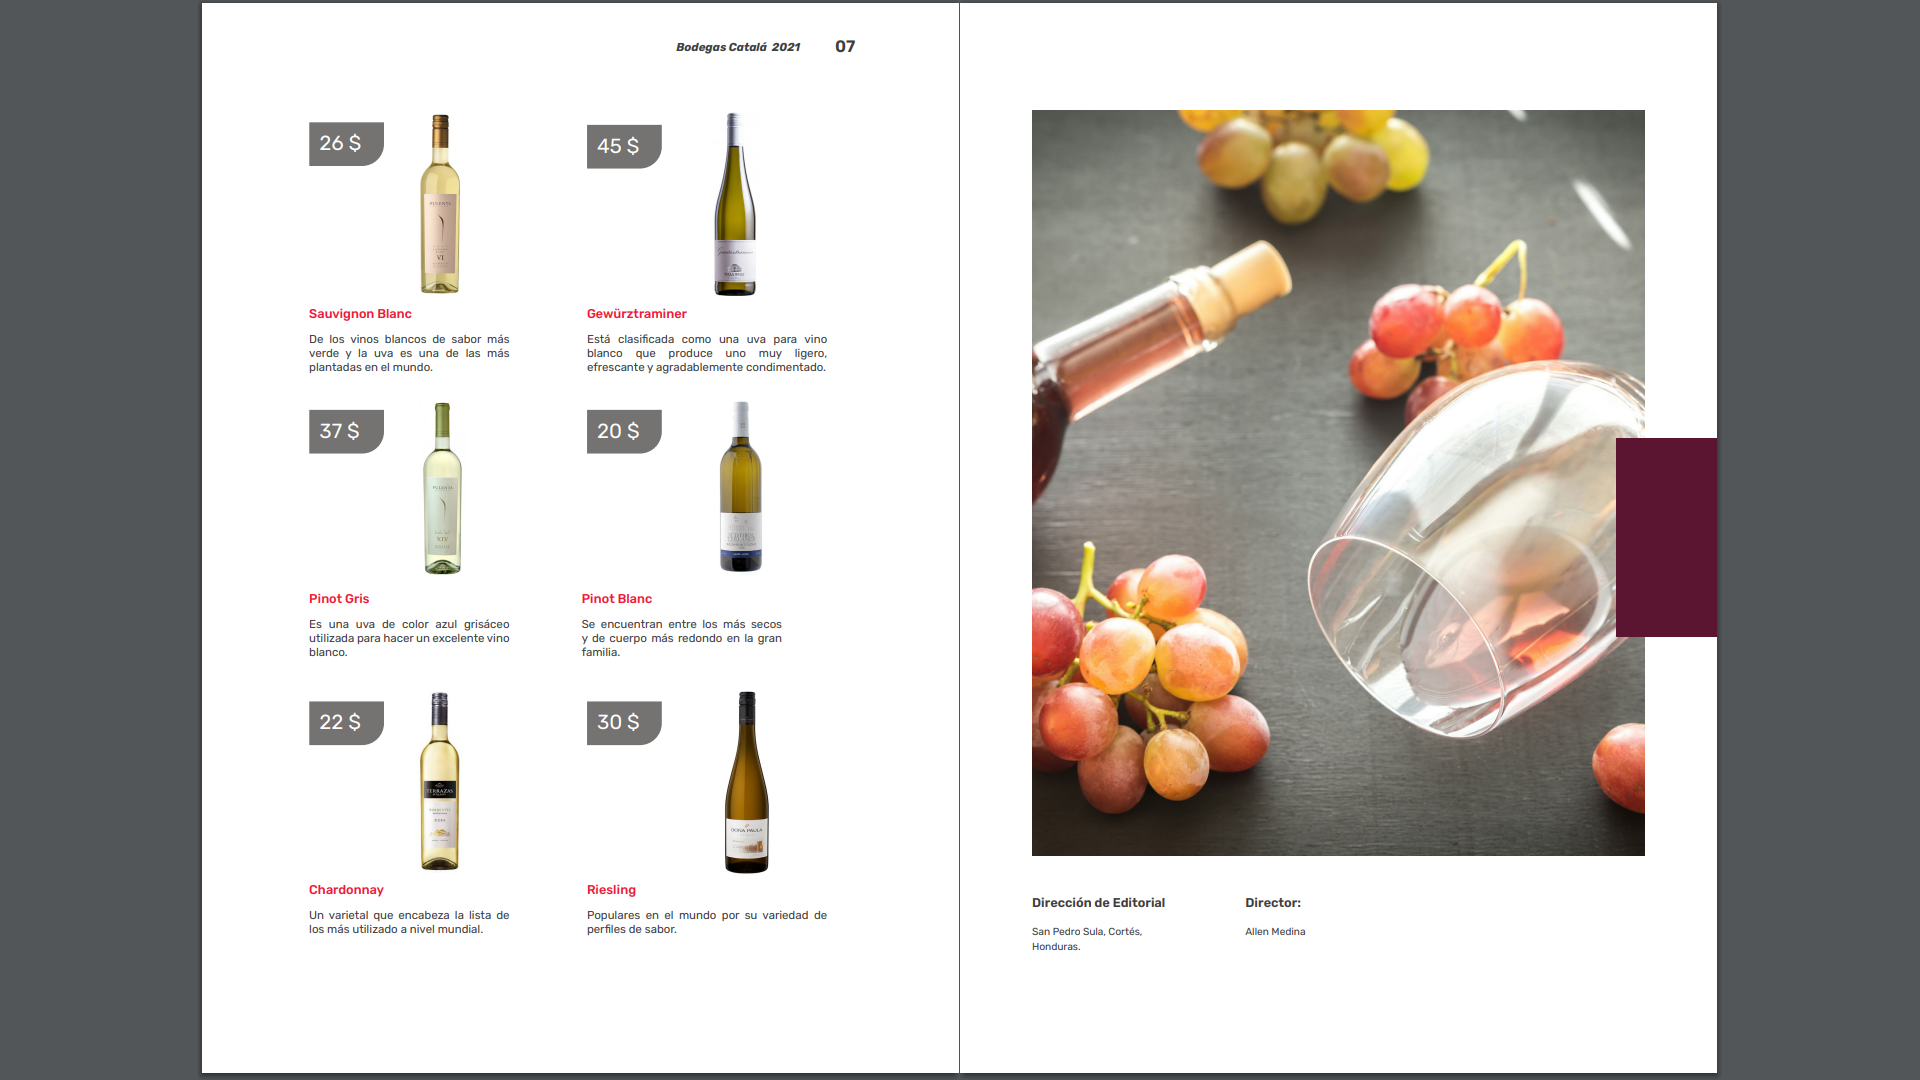 Bodegas Catalá 2021 07
26 $
Sauvignon Blanc
De los vinos blancos de sabor más
verde y la uva es una de las más
plantadas en el mundo.
45 $
Gewürztraminer
Está clasificada como una uva para vino
blanco que produce uno muy ligero,
efrescante y agradablemente condimentado.
37 $
Pinot Gris
Es una uva de color azul grisáceo
utilizada para hacer un excelente vino
blanco.
20 $
Pinot Blanc
Se encuentran entre los más secos
y de cuerpo más redondo en la gran
familia.
22 $
TERRAZAS
Chardonnay
Un varietal que encabeza la lista de
los más utilizado a nivel mundial.
30 $
DOÑA PAULA
Riesling
Populares en el mundo por su variedad de
perfiles de sabor.
Dirección de Editorial
San Pedro Sula, Cortés,
Honduras.
Director:
Allen Medina